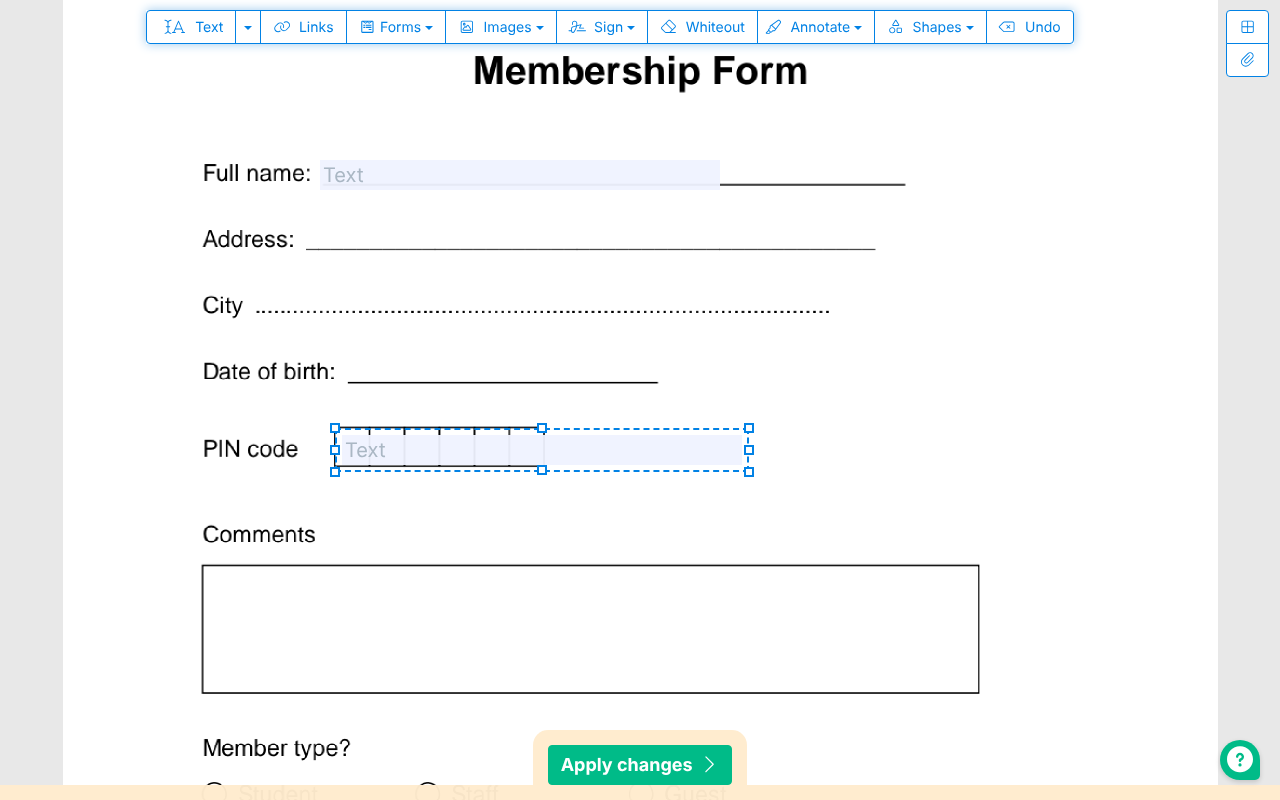 Text Links Forms Images Sign Whiteout Annotate Shapes Undo
Membership Form
Full name: Text
Address:
City
Date of birth:
PIN code Text
Comments
Member type?
Apply changes
Student Staff Guest